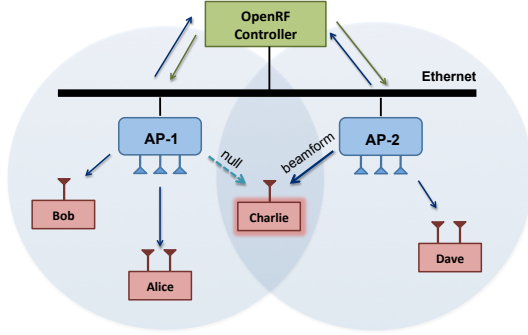 OpenRF
Controller
Ethernet
AP-1
AP-2
null
beamform
Bob
Charlie
Alice
Dave